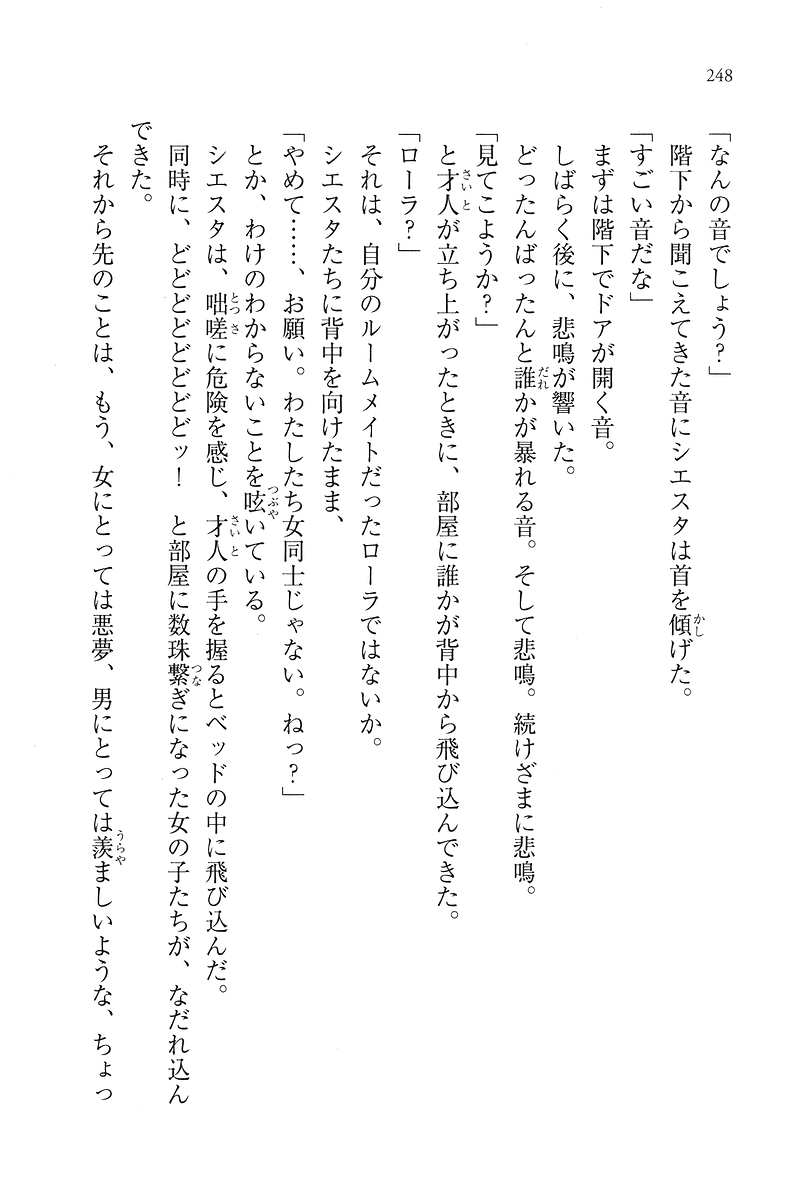 248
「なんの音でしょう？」
階下から聞こえてきた音にシエスタは首を傾げた。
「すごい音だな」
まずは階下でドアが開く音。
しばらく後に、悲鳴が響いた。
どったんばったんと誰かが暴れる音。そして悲鳴。続けざまに悲鳴。
「見てこようか？」
と才人が立ち上がったときに、部屋に誰かが背中から飛び込んできた。
「ローラ？」
それは、自分のルームメイトだったローラではないか。
シエスタたちに背中を向けたまま、
「やめて……、お願い。わたしたち女同士じゃない。ねっ？」
とか、わけのわからないことを呟いている。
シエスタは、咄嗟に危険を感じ、才人の手を握るとベッドの中に飛び込んだ。
同時に、どどどどどどどッ！　と部屋に数珠繋ぎになった女の子たちが、なだれ込ん
できた。
それから先のことは、もう、女にとっては悪夢、男にとっては羨ましいような、ちょっ